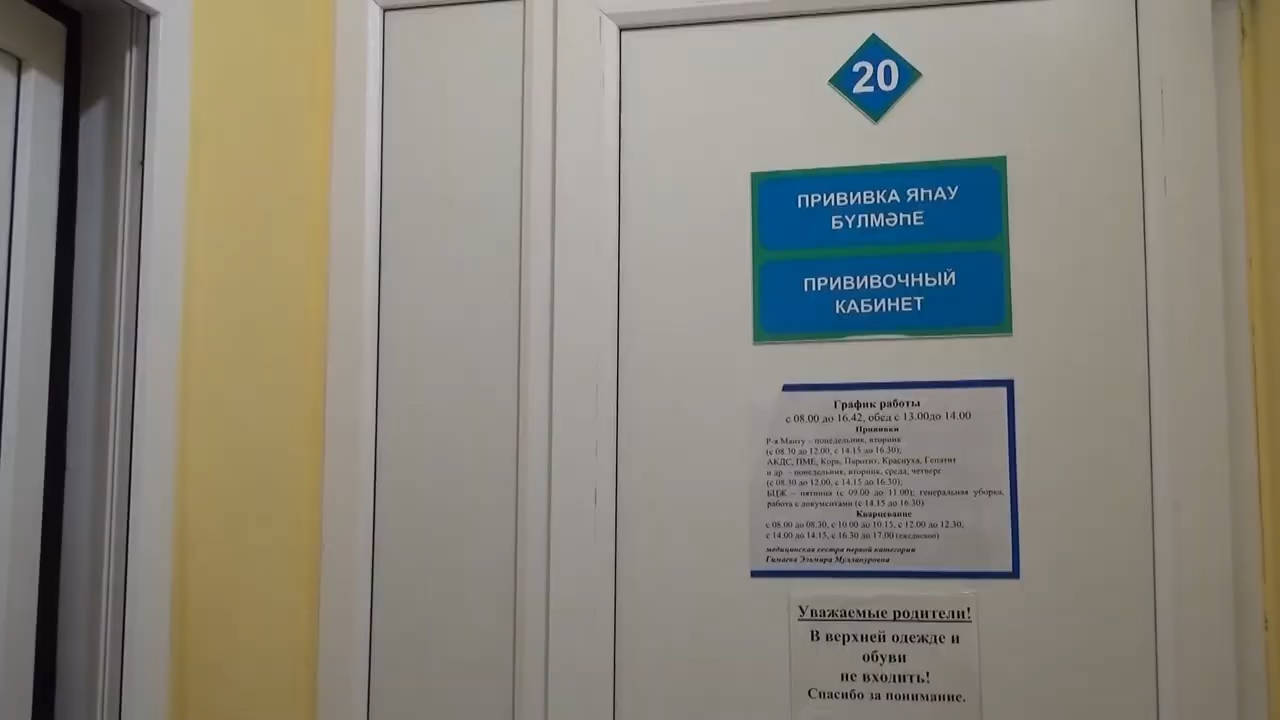 20
ПРИВИВКА ЯҺАУ
БҮЛМӘҺЕ
ПРИВИВОЧНЫЙ
КАБИНЕТ
График работы
с 08.00 до 16.42, обед с 13.00до 14.00
Прививки
Р-я Манту – понедельник, вторник
(с 08.30 до 12.00, с 14.15 до 16.30);
АКДС, ПМЕ, Корь, Паротит, Краснуха, Гепатит
и др. – понедельник, вторник, среда, четверг
(с 08.30 до 12.00, с 14.15 до 16.30);
БЦЖ – пятница (с 09.00 до 11.00); генеральная уборка,
работа с документами (с 14.15 до 16.30)
Кварцевание
с 08.00 до 08.30, с 10.00 до 10.15, с 12.00 до 12.30,
с 14.00 до 14.15, с 16.30 до 17.00 (ежедневно)
медицинская сестра первой категории
Гимаева Эльмира Муллануровна
Уважаемые родители!
В верхней одежде и
обуви
не входить!
Спасибо за понимание.